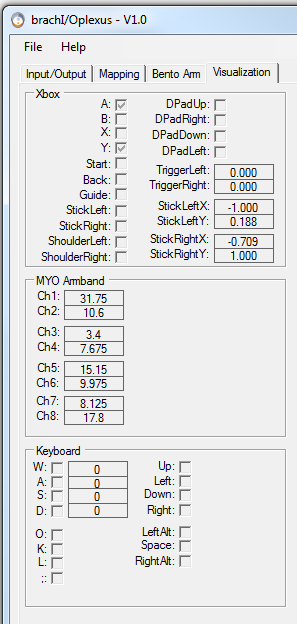 brachI/Oplexus - V1.0
File Help
Input/Output Mapping Bento Arm Visualization
Xbox
A: DPadUp:
B: DPadRight:
X: DPadDown:
Y: DPadLeft:
Start: TriggerLeft: 0.000
Back: TriggerRight: 0.000
Guide: StickLeftX: -1.000
StickLeft: StickLeftY: 0.188
StickRight: StickRightX: -0.709
ShoulderLeft: StickRightY: 1.000
ShoulderRight:
MYO Armband
Ch1: 31.75
Ch2: 10.6
Ch3: 3.4
Ch4: 7.675
Ch5: 15.15
Ch6: 9.975
Ch7: 8.125
Ch8: 17.8
Keyboard
W: 0 Up:
A: 0 Left:
S: 0 Down:
D: 0 Right:
O: LeftAlt:
K: Space:
L: RightAlt:
;: